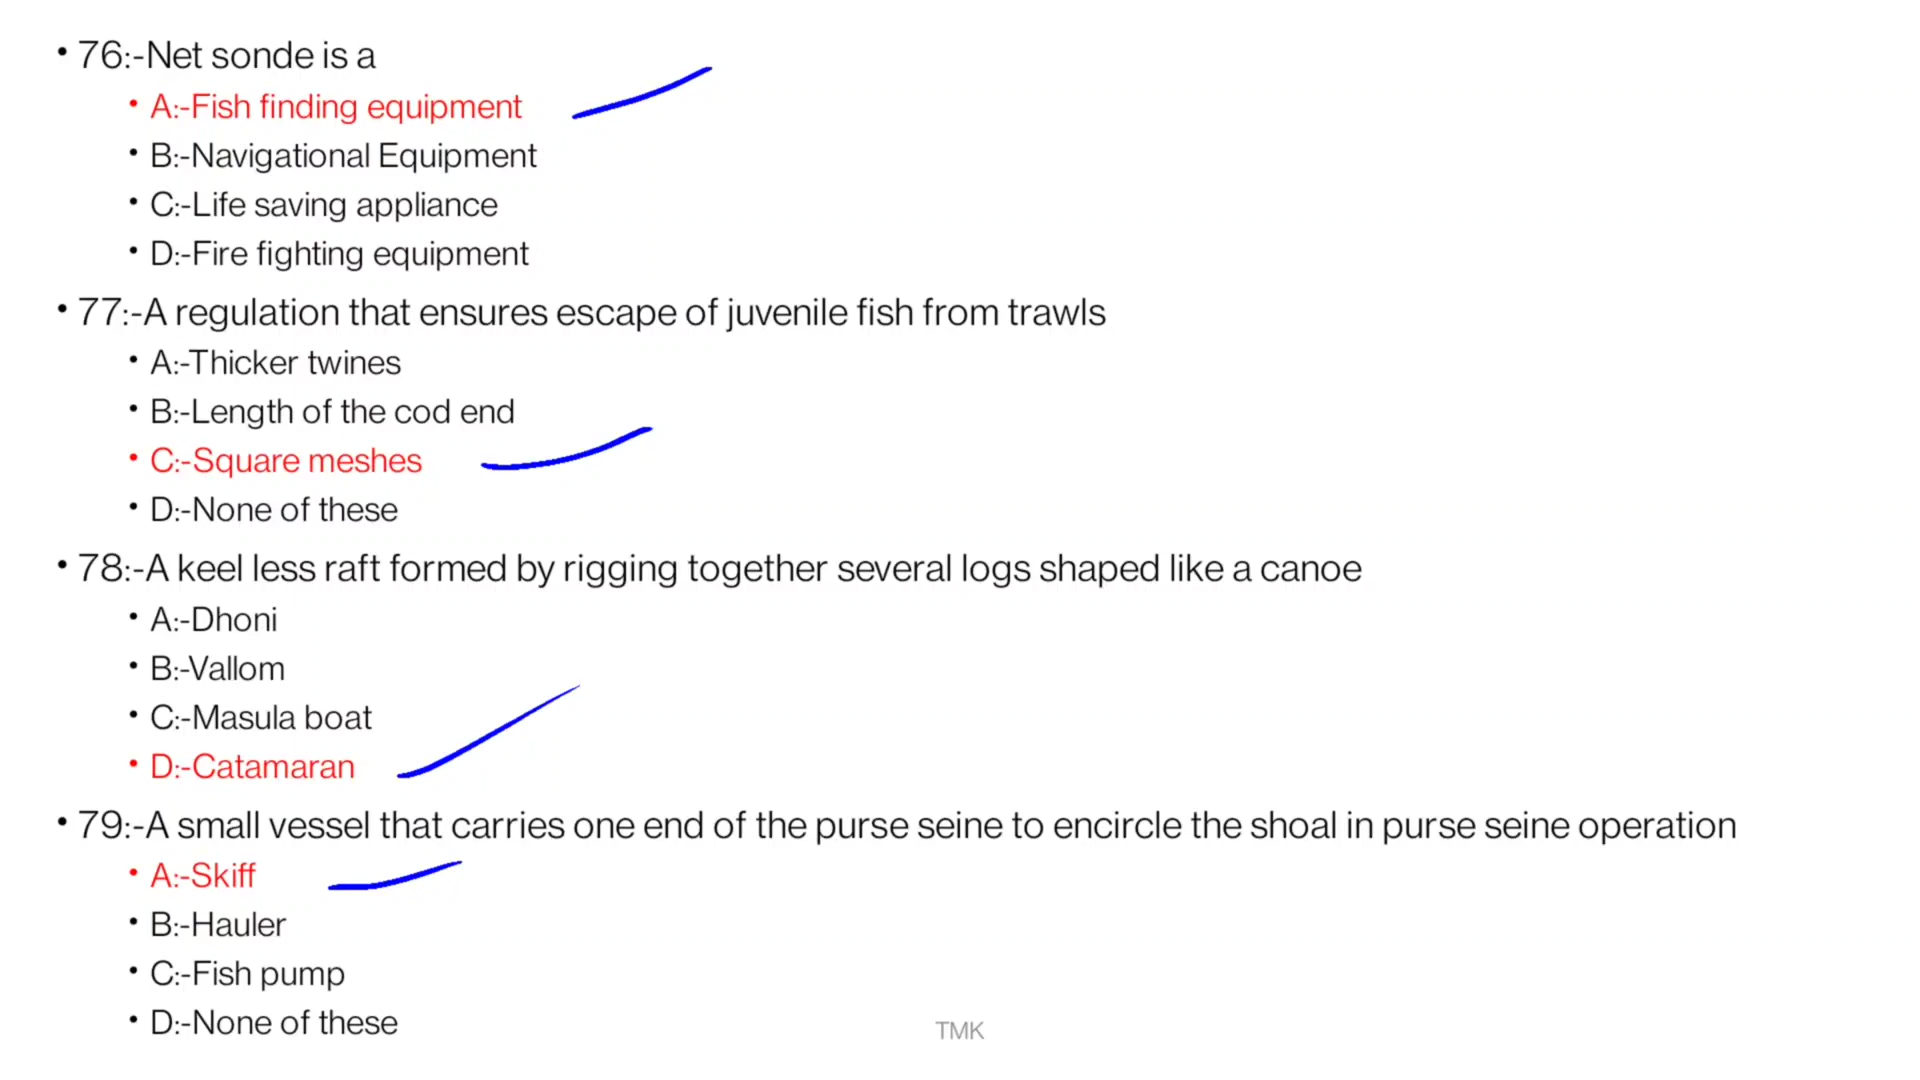 • 76:-Net sonde is a
• A:-Fish finding equipment
• B:-Navigational Equipment
• C:-Life saving appliance
• D:-Fire fighting equipment
• 77:-A regulation that ensures escape of juvenile fish from trawls
• A:-Thicker twines
• B:-Length of the cod end
• C:-Square meshes
• D:-None of these
• 78:-A keel less raft formed by rigging together several logs shaped like a canoe
• A:-Dhoni
• B:-Vallom
• C:-Masula boat
• D:-Catamaran
• 79:-A small vessel that carries one end of the purse seine to encircle the shoal in purse seine operation
• A:-Skiff
• B:-Hauler
• C:-Fish pump
• D:-None of these
TMK